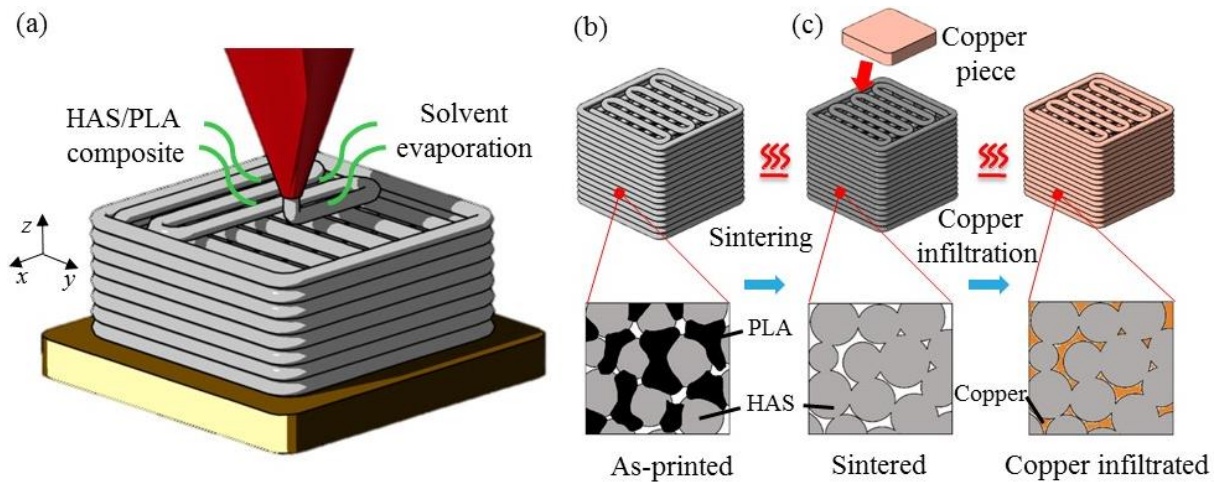 (a)
HAS/PLA
composite
Solvent
evaporation
z
x
y
(b)
(c)
Copper
piece
Sintering
Copper
infiltration
PLA
HAS
Copper
As-printed
Sintered
Copper infiltrated